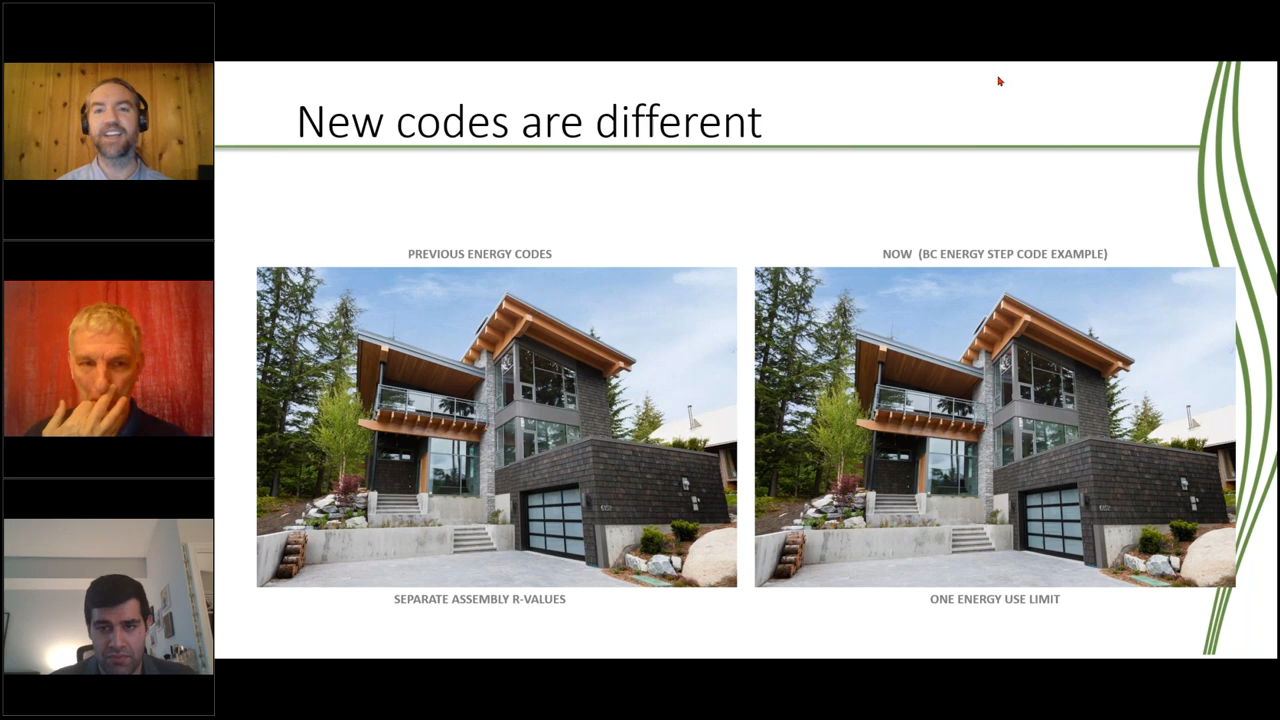 New codes are different
PREVIOUS ENERGY CODES
NOW (BC ENERGY STEP CODE EXAMPLE)
SEPARATE ASSEMBLY R-VALUES
ONE ENERGY USE LIMIT